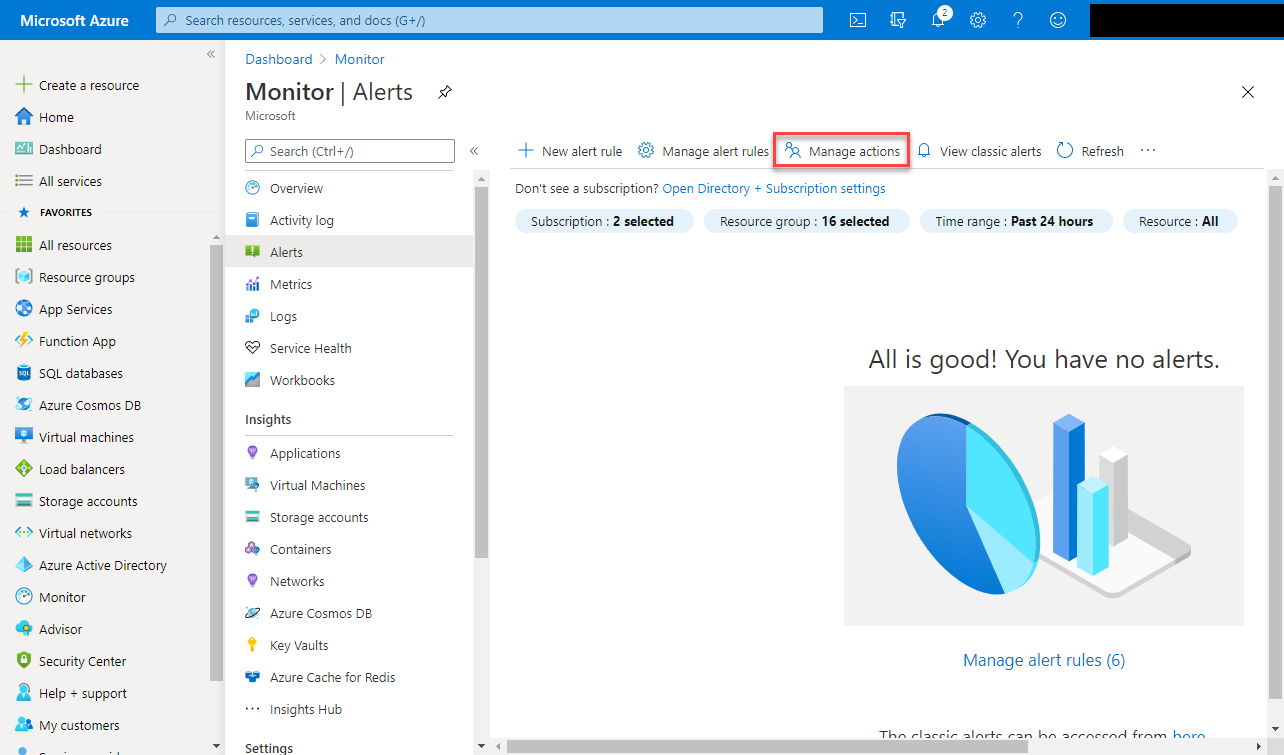 Microsoft Azure
Search resources, services, and docs (G+/)
2
Create a resource
Home
Dashboard
All services
FAVORITES
All resources
Resource groups
App Services
Function App
SQL databases
Azure Cosmos DB
Virtual machines
Load balancers
Storage accounts
Virtual networks
Azure Active Directory
Monitor
Advisor
Security Center
Help + support
My customers
Dashboard > Monitor
Monitor | Alerts
Microsoft
Search (Ctrl+/)
Overview
Activity log
Alerts
Metrics
Logs
Service Health
Workbooks
Insights
Applications
Virtual Machines
Storage accounts
Containers
Networks
Azure Cosmos DB
Key Vaults
Azure Cache for Redis
Insights Hub
Settings
New alert rule Manage alert rules Manage actions View classic alerts Refresh ...
Don't see a subscription? Open Directory + Subscription settings
Subscription : 2 selected Resource group : 16 selected Time range : Past 24 hours Resource : All
All is good! You have no alerts.
Manage alert rules (6)
The classic alerts can be accessed from here